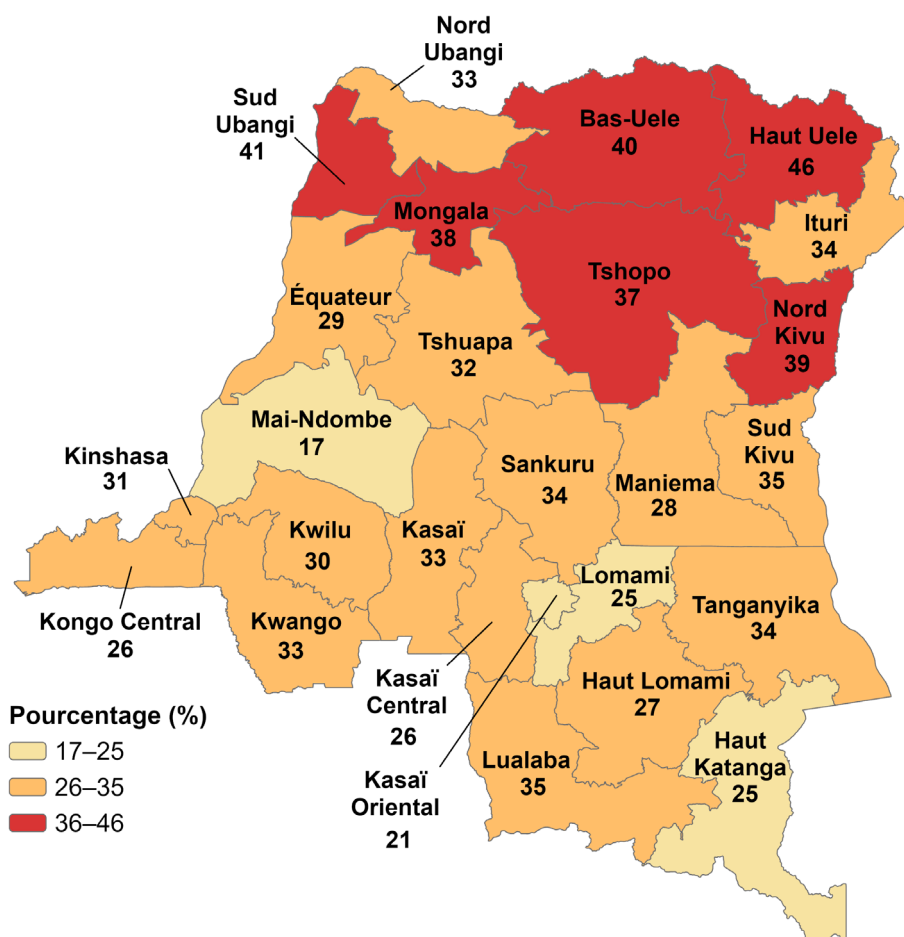 Nord
Ubangi
33
Sud
Ubangi
41
Bas-Uele
40
Haut Uele
46
Mongala
38
Ituri
34
Tshopo
37
Équateur
29
Nord
Kivu
39
Tshuapa
32
Mai-Ndombe
17
Sud
Kivu
35
Kinshasa
31
Sankuru
34
Maniema
28
Kwilu
30
Kasaï
33
Lomami
25
Kongo Central
26
Kwango
33
Tanganyika
34
Kasaï
Central
26
Haut Lomami
27
Pourcentage (%)
17–25
26–35
36–46
Lualaba
35
Haut
Katanga
25
Kasaï
Oriental
21